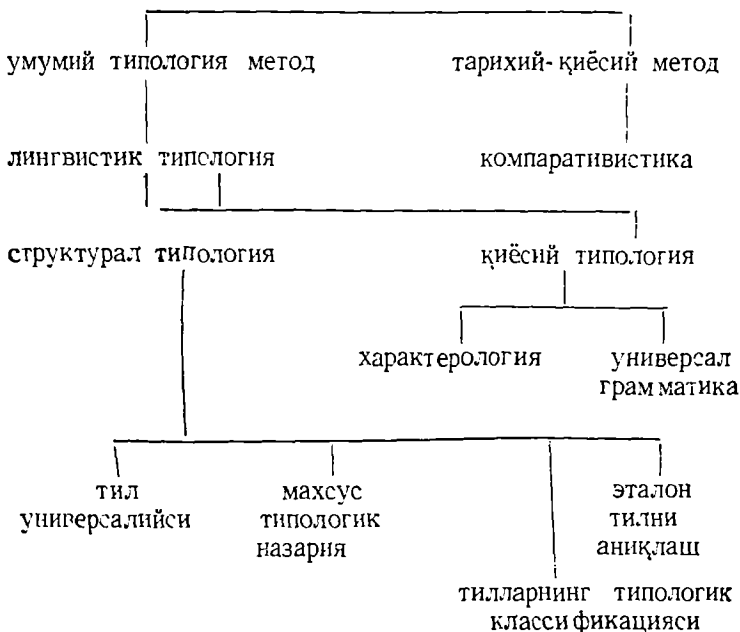 умумий типология метод
тарихий-қиёсий метод
лингвистик типология
компаративистика
структурал типология
қиёсий типология
характерология
универсал
грамматика
тил
универсалийси
махсус
типологик
назария
эталон
тилни
аниқлаш
тилларнинг типологик
классификацияси